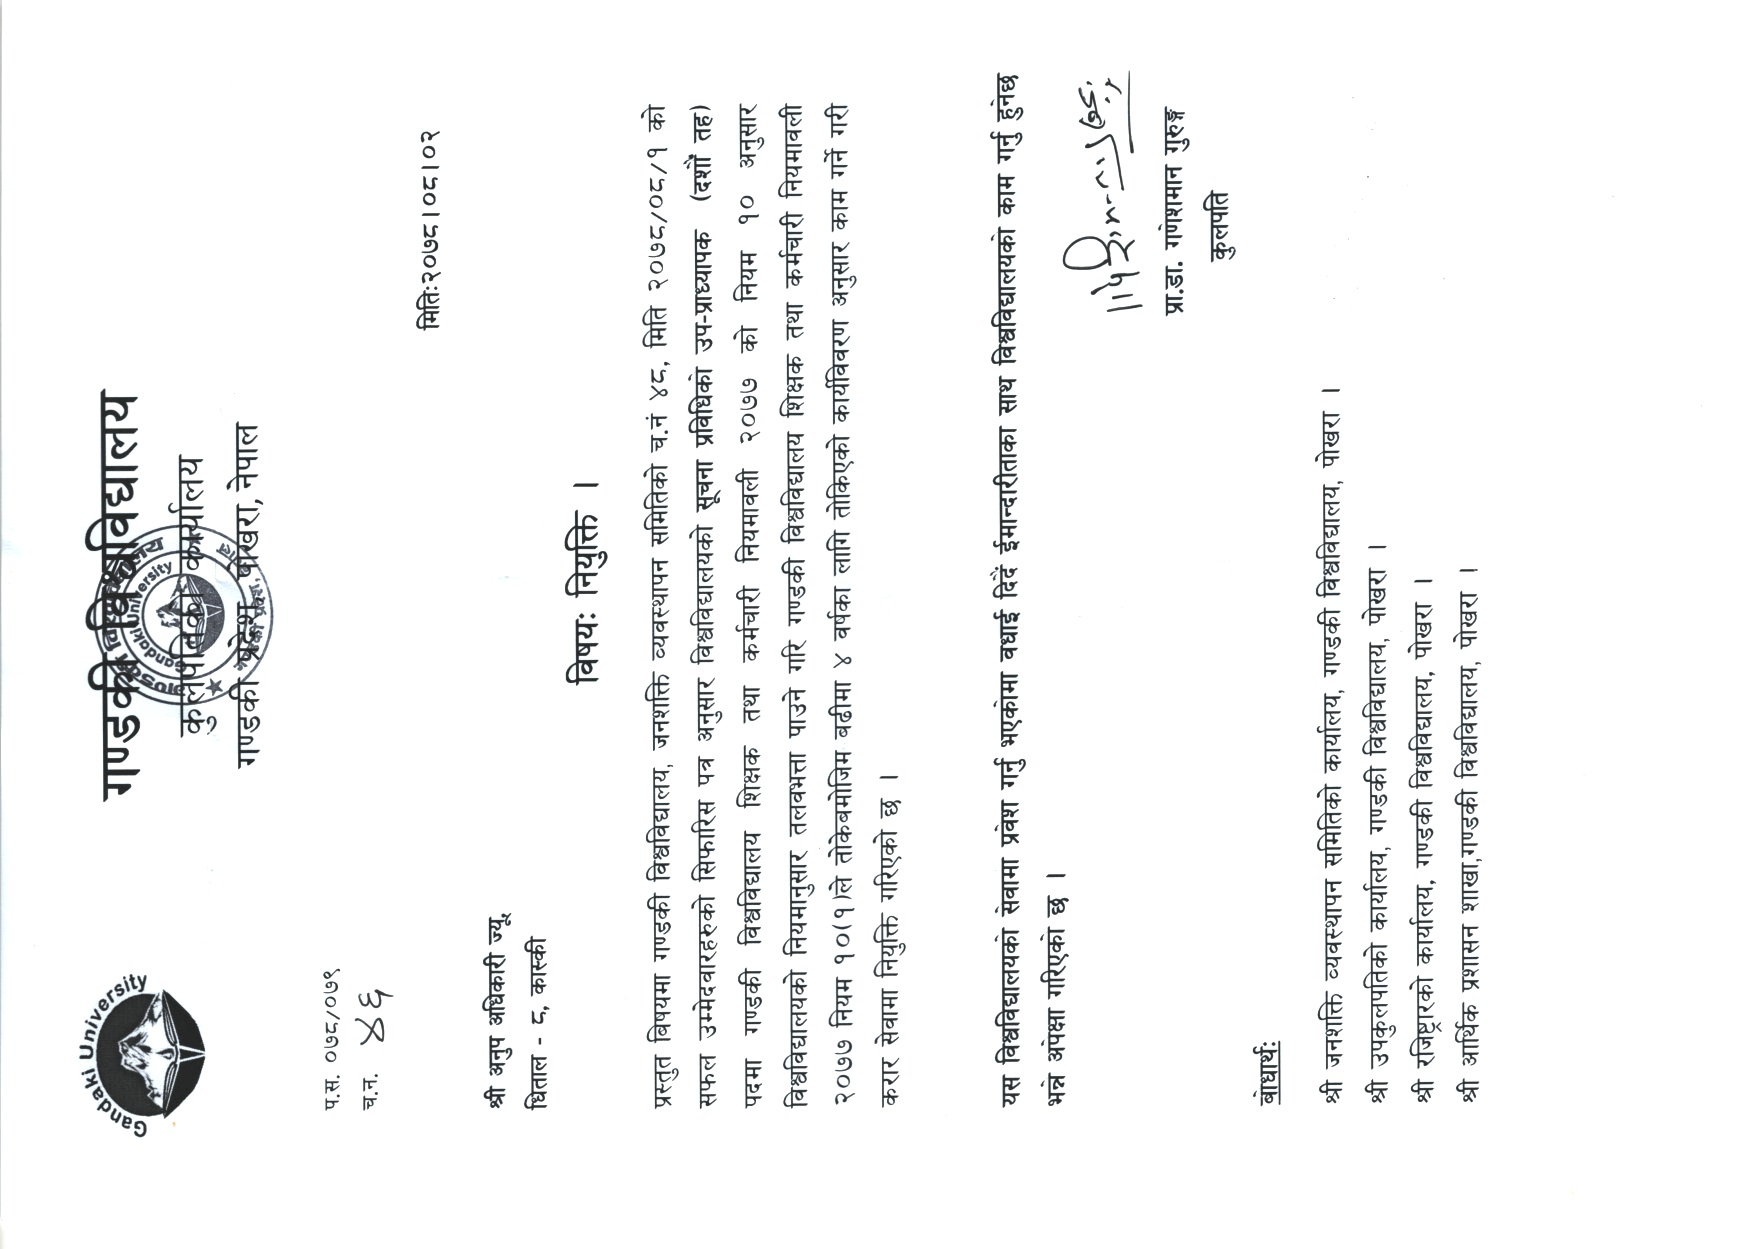 Gandaki University
गण्डकी विश्वविद्यालय
कुलपतिको कार्यालय
गण्डकी प्रदेश, पोखरा, नेपाल
Gandaki University
प.स. ०७८/०७९
च.न. ४६
मिति:२०७८।०८।०२
श्री अनुप अधिकारी ज्यू,
धिताल - ८, कास्की
विषय: नियुक्ति ।
प्रस्तुत बिषयमा गण्डकी विश्वविद्यालय, जनशक्ति व्यवस्थापन समितिको च.नं ४८, मिति २०७८/०८/१ को
सफल उम्मेदवारहरुको सिफारिस पत्र अनुसार विश्वविद्यालयको सूचना प्रविधिको उप-प्राध्यापक (दशौं तह)
पदमा गण्डकी विश्वविद्यालय शिक्षक तथा कर्मचारी नियमावली २०७७ को नियम १० अनुसार
विश्वविद्यालयको नियमानुसार तलवभत्ता पाउने गरि गण्डकी विश्वविद्यालय शिक्षक तथा कर्मचारी नियमावली
२०७७ नियम १०(१)ले तोकेबमोजिम बढीमा ४ वर्षका लागि तोकिएको कार्यविवरण अनुसार काम गर्ने गरी
करार सेवामा नियुक्ति गरिएको छ ।
यस विश्वविद्यालयको सेवामा प्रवेश गर्नु भएकोमा बधाई दिदै ईमान्दारीताका साथ विश्वविद्यालयको काम गर्नु हुनेछ
भन्ने अपेक्षा गरिएको छ ।
प्रा.डा. गणेशमान गुरुङ्ग
कुलपति
बोधार्थ:
श्री जनशक्ति व्यवस्थापन समितिको कार्यालय, गण्डकी विश्वविद्यालय, पोखरा ।
श्री उपकुलपतिको कार्यालय, गण्डकी विश्वविद्यालय, पोखरा ।
श्री रजिष्ट्रारको कार्यालय, गण्डकी विश्वविद्यालय, पोखरा ।
श्री आर्थिक प्रशासन शाखा,गण्डकी विश्वविद्यालय, पोखरा ।